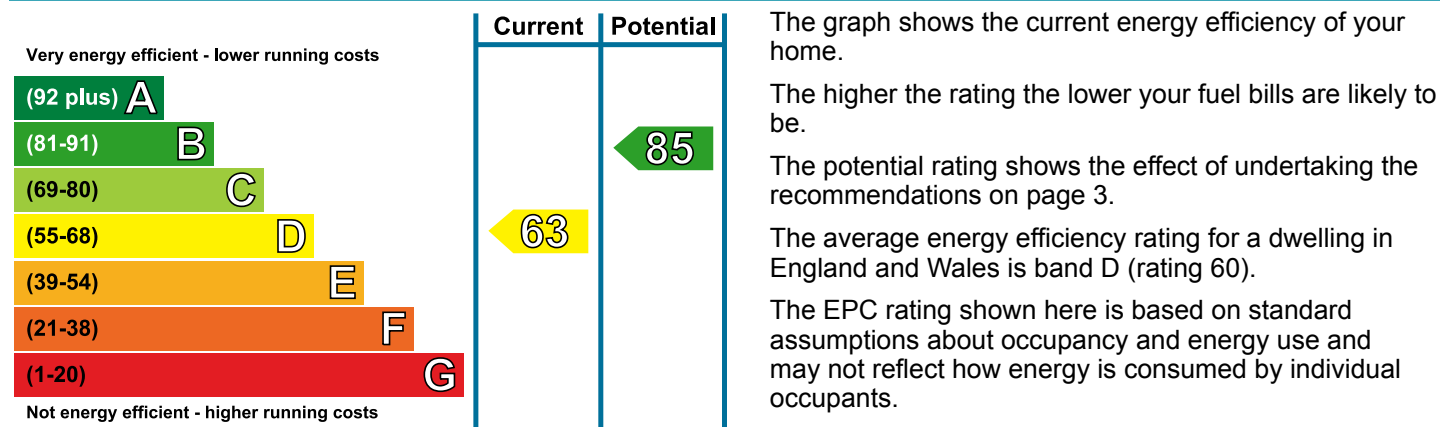 Current Potential
Very energy efficient - lower running costs
(92 plus) A
(81-91) B
85
(69-80) C
(55-68) D
63
(39-54) E
(21-38) F
(1-20) G
Not energy efficient - higher running costs
The graph shows the current energy efficiency of your
home.
The higher the rating the lower your fuel bills are likely to
be.
The potential rating shows the effect of undertaking the
recommendations on page 3.
The average energy efficiency rating for a dwelling in
England and Wales is band D (rating 60).
The EPC rating shown here is based on standard
assumptions about occupancy and energy use and
may not reflect how energy is consumed by individual
occupants.